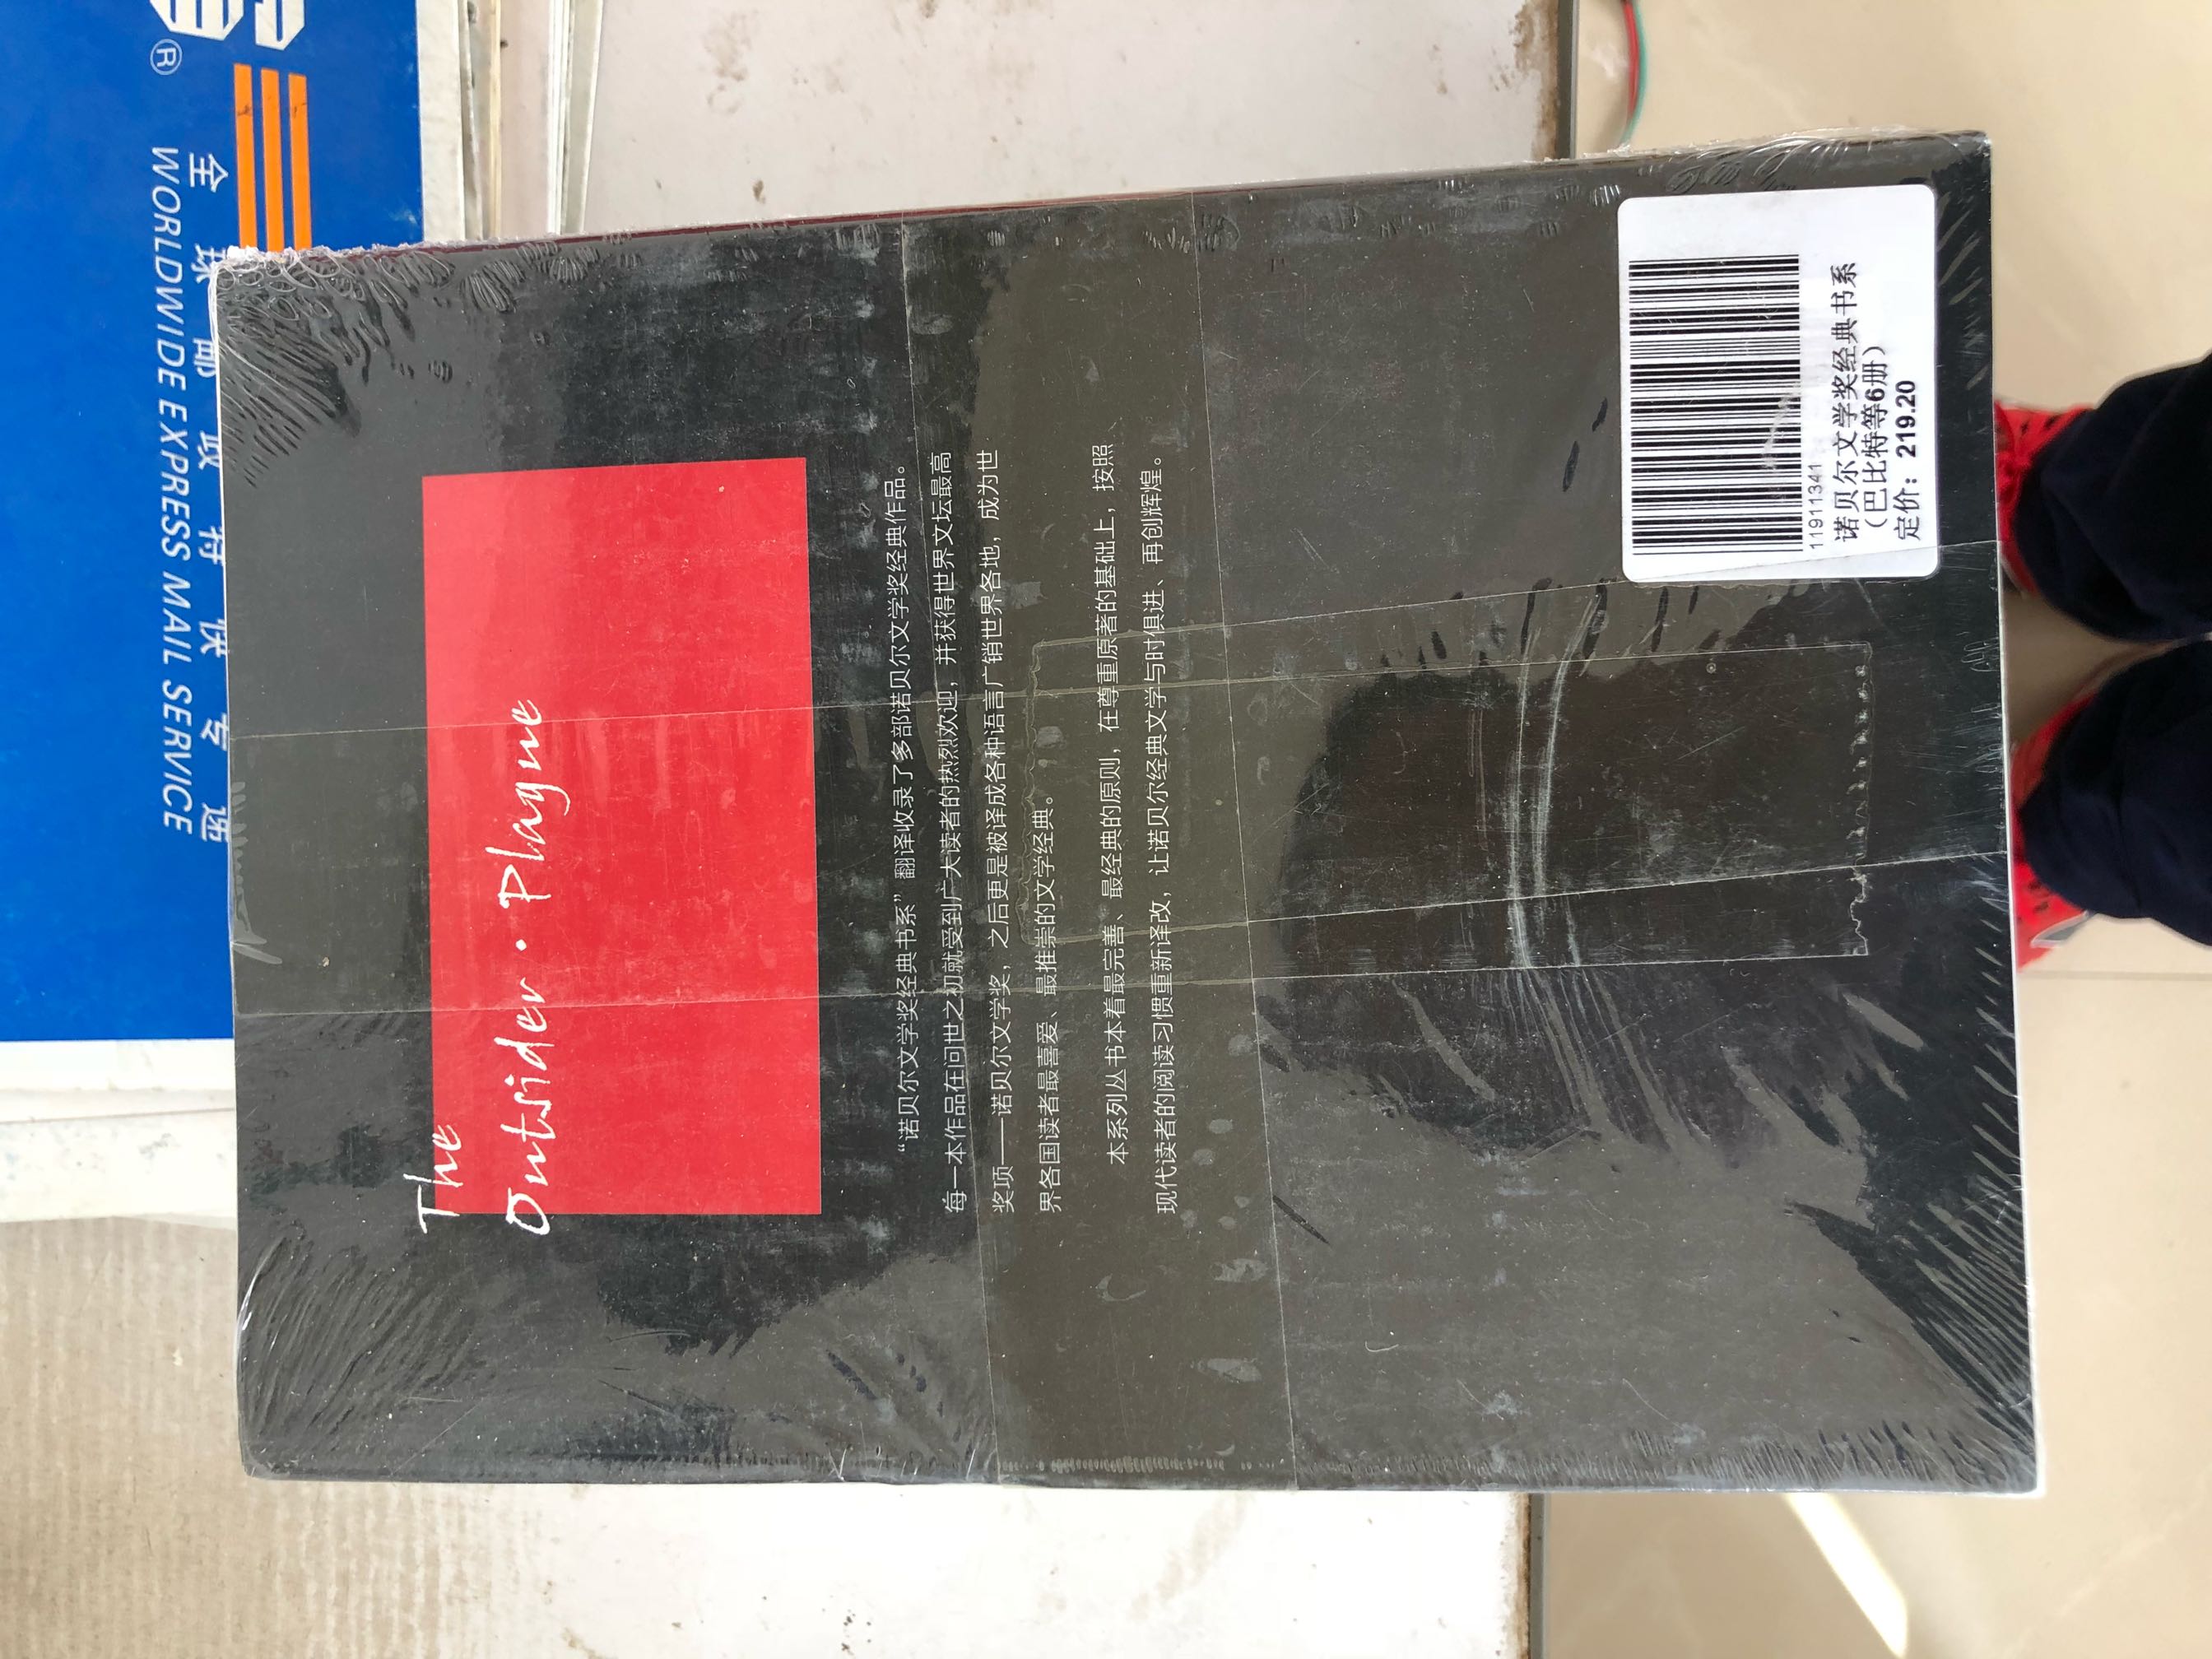 The
Outsider · Plague
“诺贝尔文学奖经典书系”翻译收录了多部诺贝尔文学奖经典作品。
每一本作品在问世之初就受到广大读者的热烈欢迎，并获得世界文坛最高
奖项——诺贝尔文学奖，之后更是被译成各种语言广销世界各地，成为世
界各国读者最喜爱、最推崇的文学经典。
本系列丛书本着最完善、最经典的原则，在尊重原著的基础上，按照
现代读者的阅读习惯重新译改，让诺贝尔经典文学与时俱进、再创辉煌。
11911341
诺贝尔文学奖经典书系
（巴比特等6册）
定价：219.20
®
全球邮政特快专递
WORLDWIDE EXPRESS MAIL SERVICE